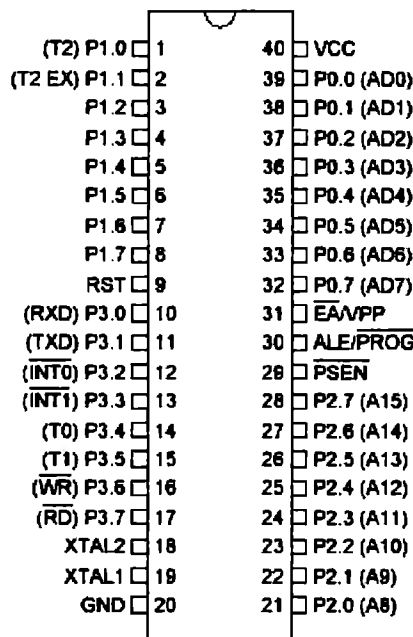 (T2) P1.0 1 40 VCC
(T2 EX) P1.1 2 39 P0.0 (AD0)
P1.2 3 38 P0.1 (AD1)
P1.3 4 37 P0.2 (AD2)
P1.4 5 36 P0.3 (AD3)
P1.5 6 35 P0.4 (AD4)
P1.6 7 34 P0.5 (AD5)
P1.7 8 33 P0.6 (AD6)
RST 9 32 P0.7 (AD7)
(RXD) P3.0 10 31 E̅A̅/VPP
(TXD) P3.1 11 30 ALE/P̅R̅O̅G̅
(I̅N̅T̅0̅) P3.2 12 29 P̅S̅E̅N̅
(I̅N̅T̅1̅) P3.3 13 28 P2.7 (A15)
(T0) P3.4 14 27 P2.6 (A14)
(T1) P3.5 15 26 P2.5 (A13)
(W̅R̅) P3.6 16 25 P2.4 (A12)
(R̅D̅) P3.7 17 24 P2.3 (A11)
XTAL2 18 23 P2.2 (A10)
XTAL1 19 22 P2.1 (A9)
GND 20 21 P2.0 (A8)